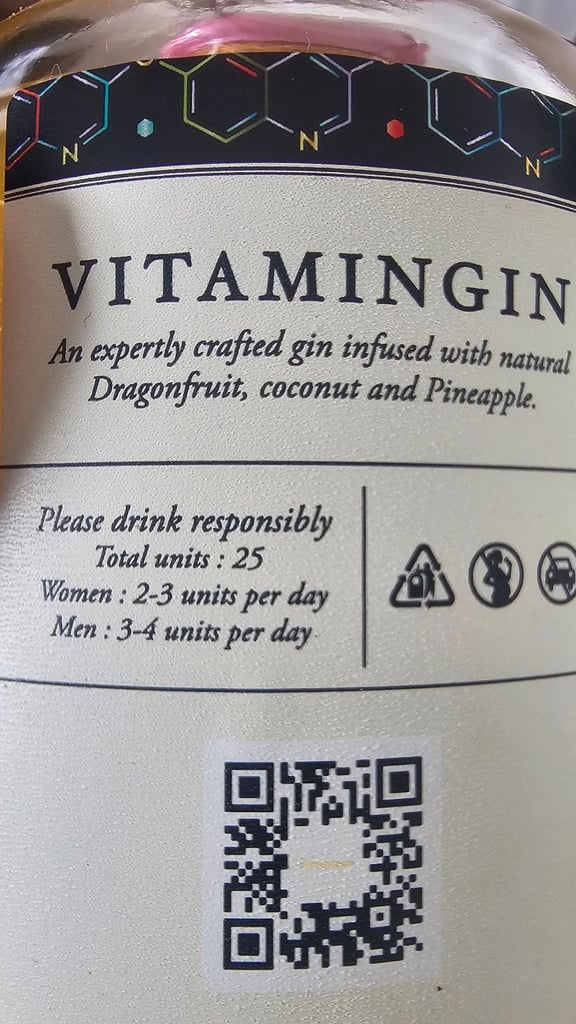 N
N
N
VITAMINGIN
An expertly crafted gin infused with natural
Dragonfruit, coconut and Pineapple.
Please drink responsibly
Total units : 25
Women : 2-3 units per day
Men : 3-4 units per day